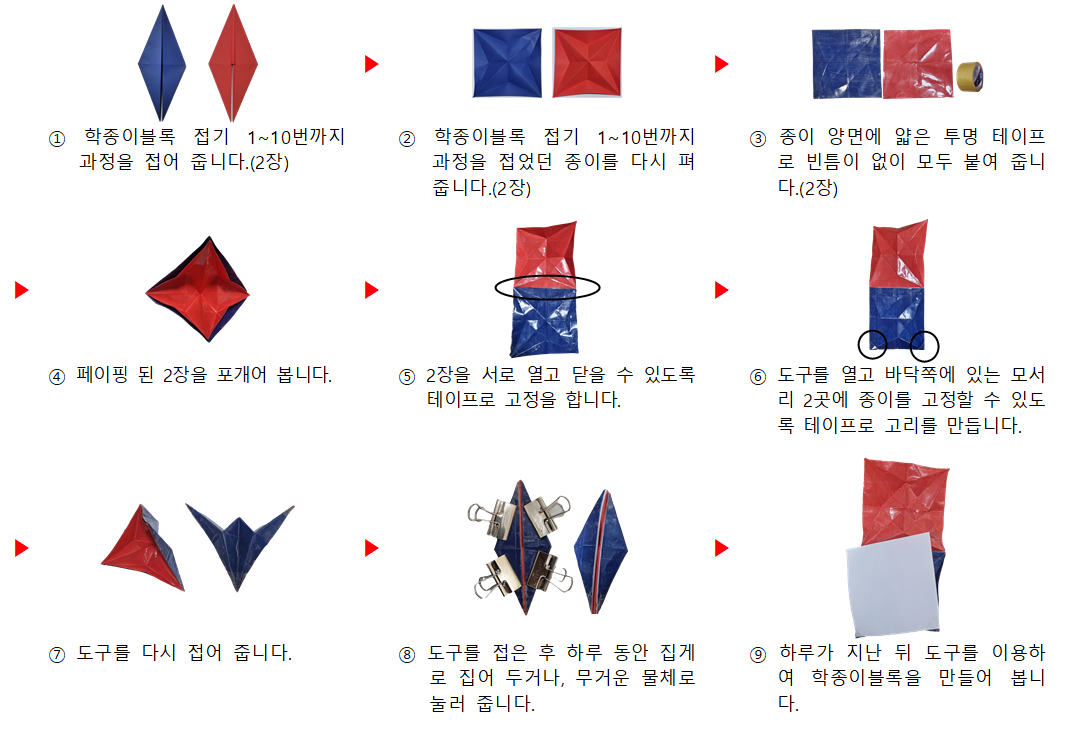 ① 학종이블록 접기 1~10번까지
과정을 접어 줍니다.(2장)
② 학종이블록 접기 1~10번까지
과정을 접었던 종이를 다시 펴
줍니다.(2장)
③ 종이 양면에 얇은 투명 테이프
로 빈틈이 없이 모두 붙여 줍니
다.(2장)
④ 페이핑 된 2장을 포개어 봅니다.
⑤ 2장을 서로 열고 닫을 수 있도록
테이프로 고정을 합니다.
⑥ 도구를 열고 바닥쪽에 있는 모서
리 2곳에 종이를 고정할 수 있도
록 테이프로 고리를 만듭니다.
⑦ 도구를 다시 접어 줍니다.
⑧ 도구를 접은 후 하루 동안 집게
로 집어 두거나, 무거운 물체로
눌러 줍니다.
⑨ 하루가 지난 뒤 도구를 이용하
여 학종이블록을 만들어 봅니
다.